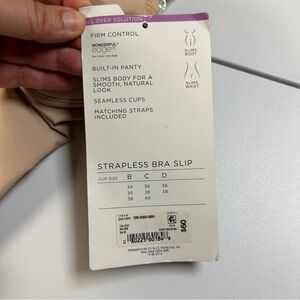 ALL OVER SOLUTION
FIRM CONTROL
WONDERFUL
edge
SLIMS
BODY
BUILT-IN PANTY
SLIMS BODY FOR A
SMOOTH, NATURAL
LOOK
SLIMS
WAIST
SEAMLESS CUPS
MATCHING STRAPS
INCLUDED
STRAPLESS BRA SLIP
CUP SIZE B C D
34 36 36
36 38 38
38 40
NUDE
$60